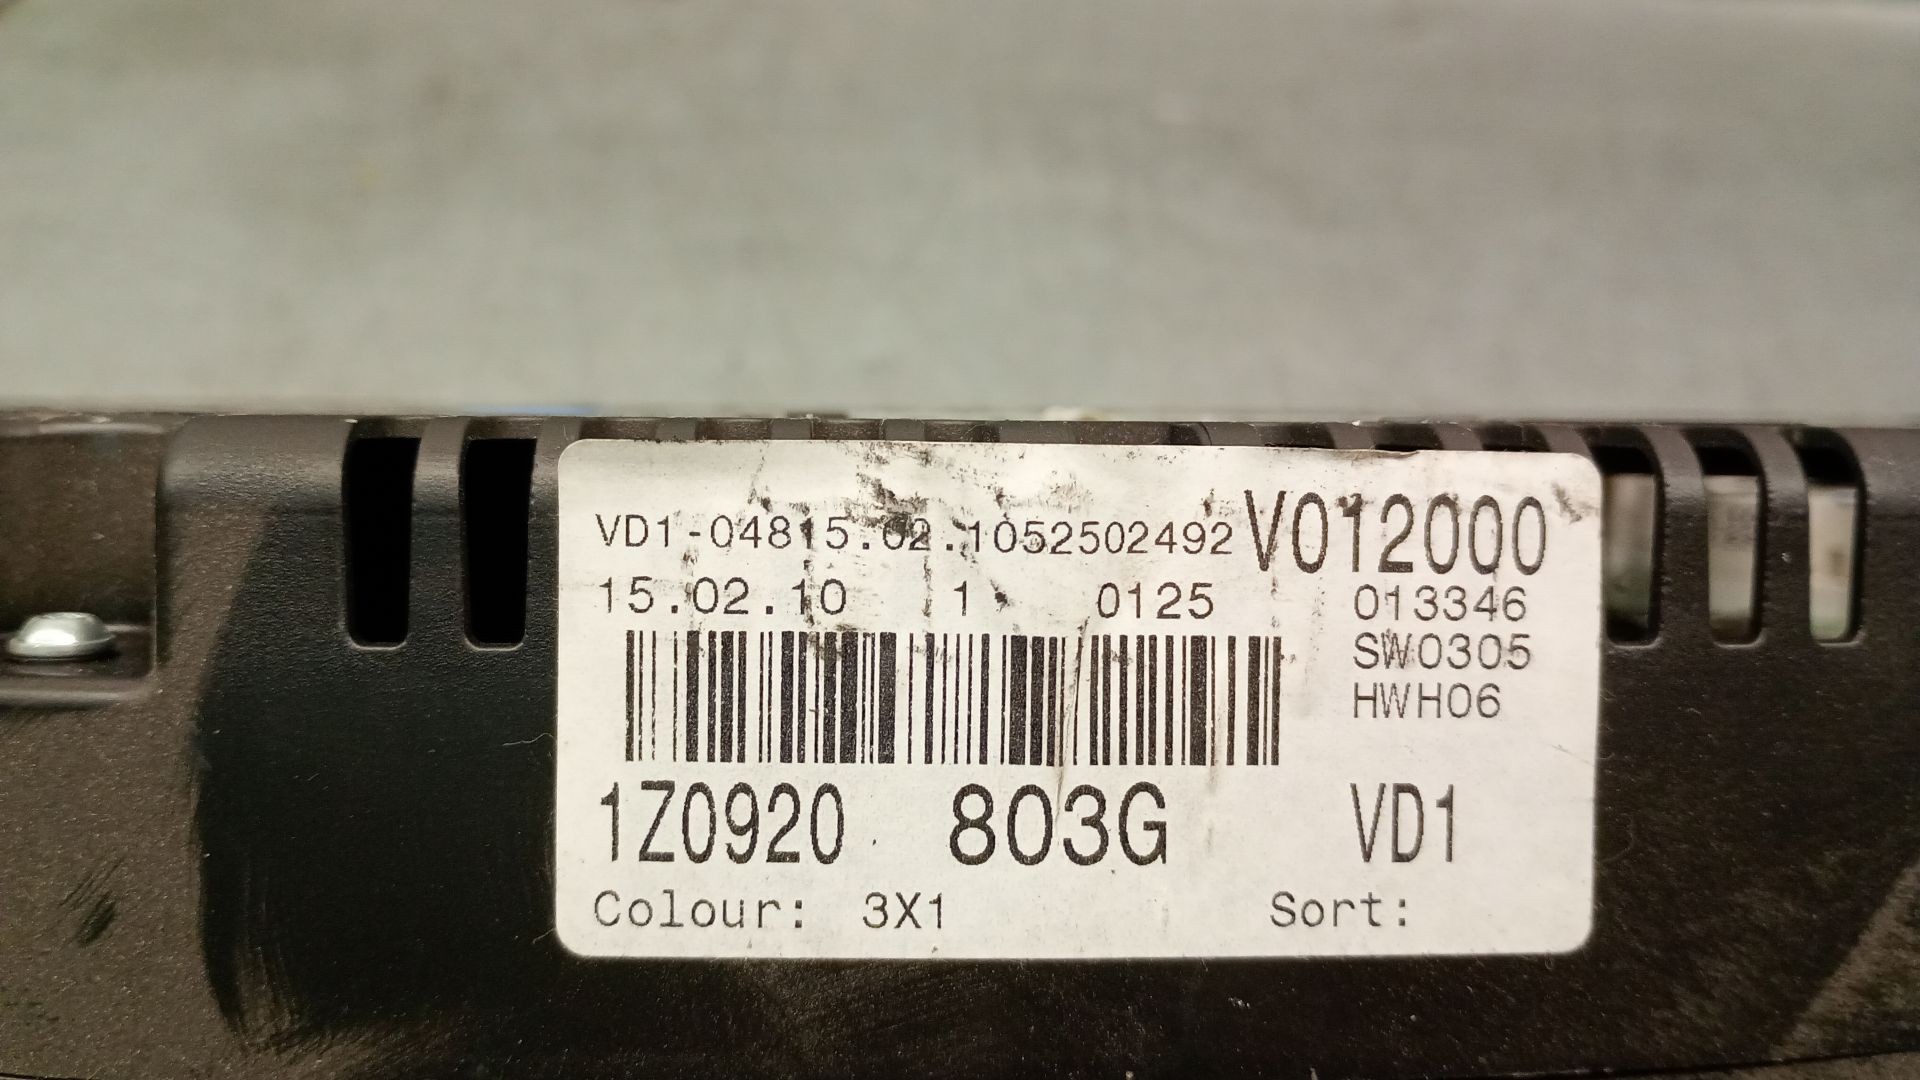 VD1-04815.02.1052502492 V012000
15.02.10 1 0125 013346
SW0305
HWH06
1Z0920 803G VD1
Colour: 3X1 Sort: